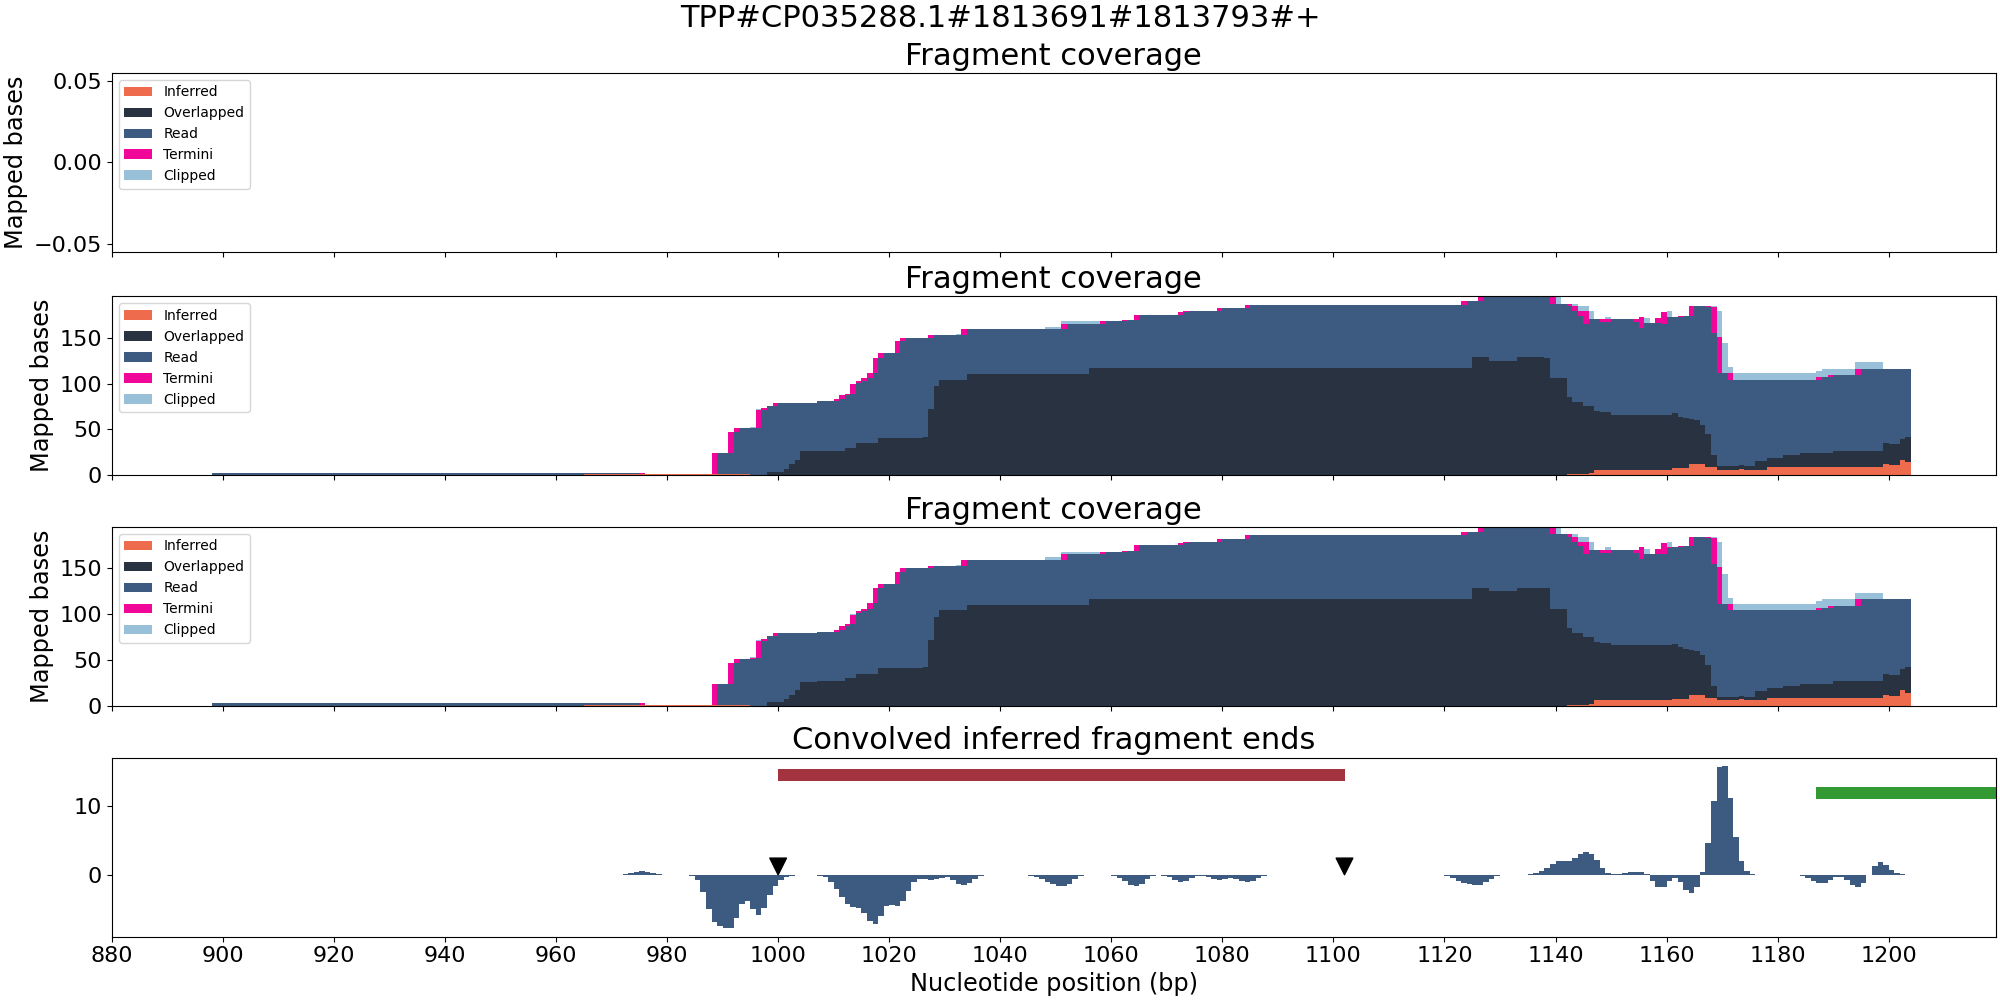 TPP#CP035288.1#1813691#1813793#+
Fragment coverage
Mapped bases
0.05
0.00
−0.05
Inferred
Overlapped
Read
Termini
Clipped
Fragment coverage
Mapped bases
150
100
50
0
Inferred
Overlapped
Read
Termini
Clipped
Fragment coverage
Mapped bases
150
100
50
0
Inferred
Overlapped
Read
Termini
Clipped
Convolved inferred fragment ends
10
0
880 900 920 940 960 980 1000 1020 1040 1060 1080 1100 1120 1140 1160 1180 1200
Nucleotide position (bp)